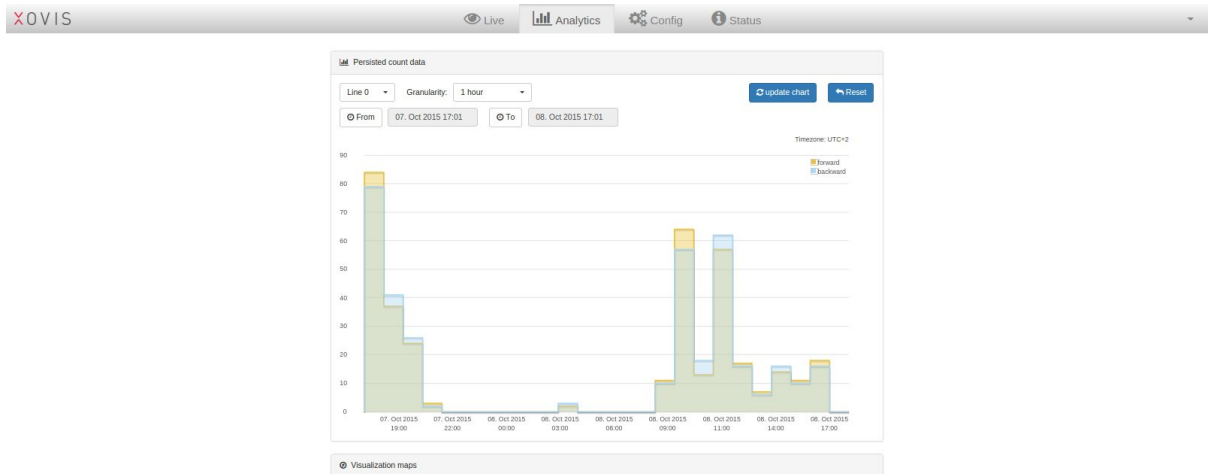 XOVIS
Live
Analytics
Config
Status
Persisted count data
Line 0
Granularity:
1 hour
update chart
Reset
From
07. Oct 2015 17:01
To
08. Oct 2015 17:01
Timezone: UTC+2
forward
backward
90
80
70
60
50
40
30
20
10
0
07. Oct 2015
19:00
07. Oct 2015
22:00
08. Oct 2015
00:00
08. Oct 2015
03:00
08. Oct 2015
06:00
08. Oct 2015
09:00
08. Oct 2015
11:00
08. Oct 2015
14:00
08. Oct 2015
17:00
Visualization maps